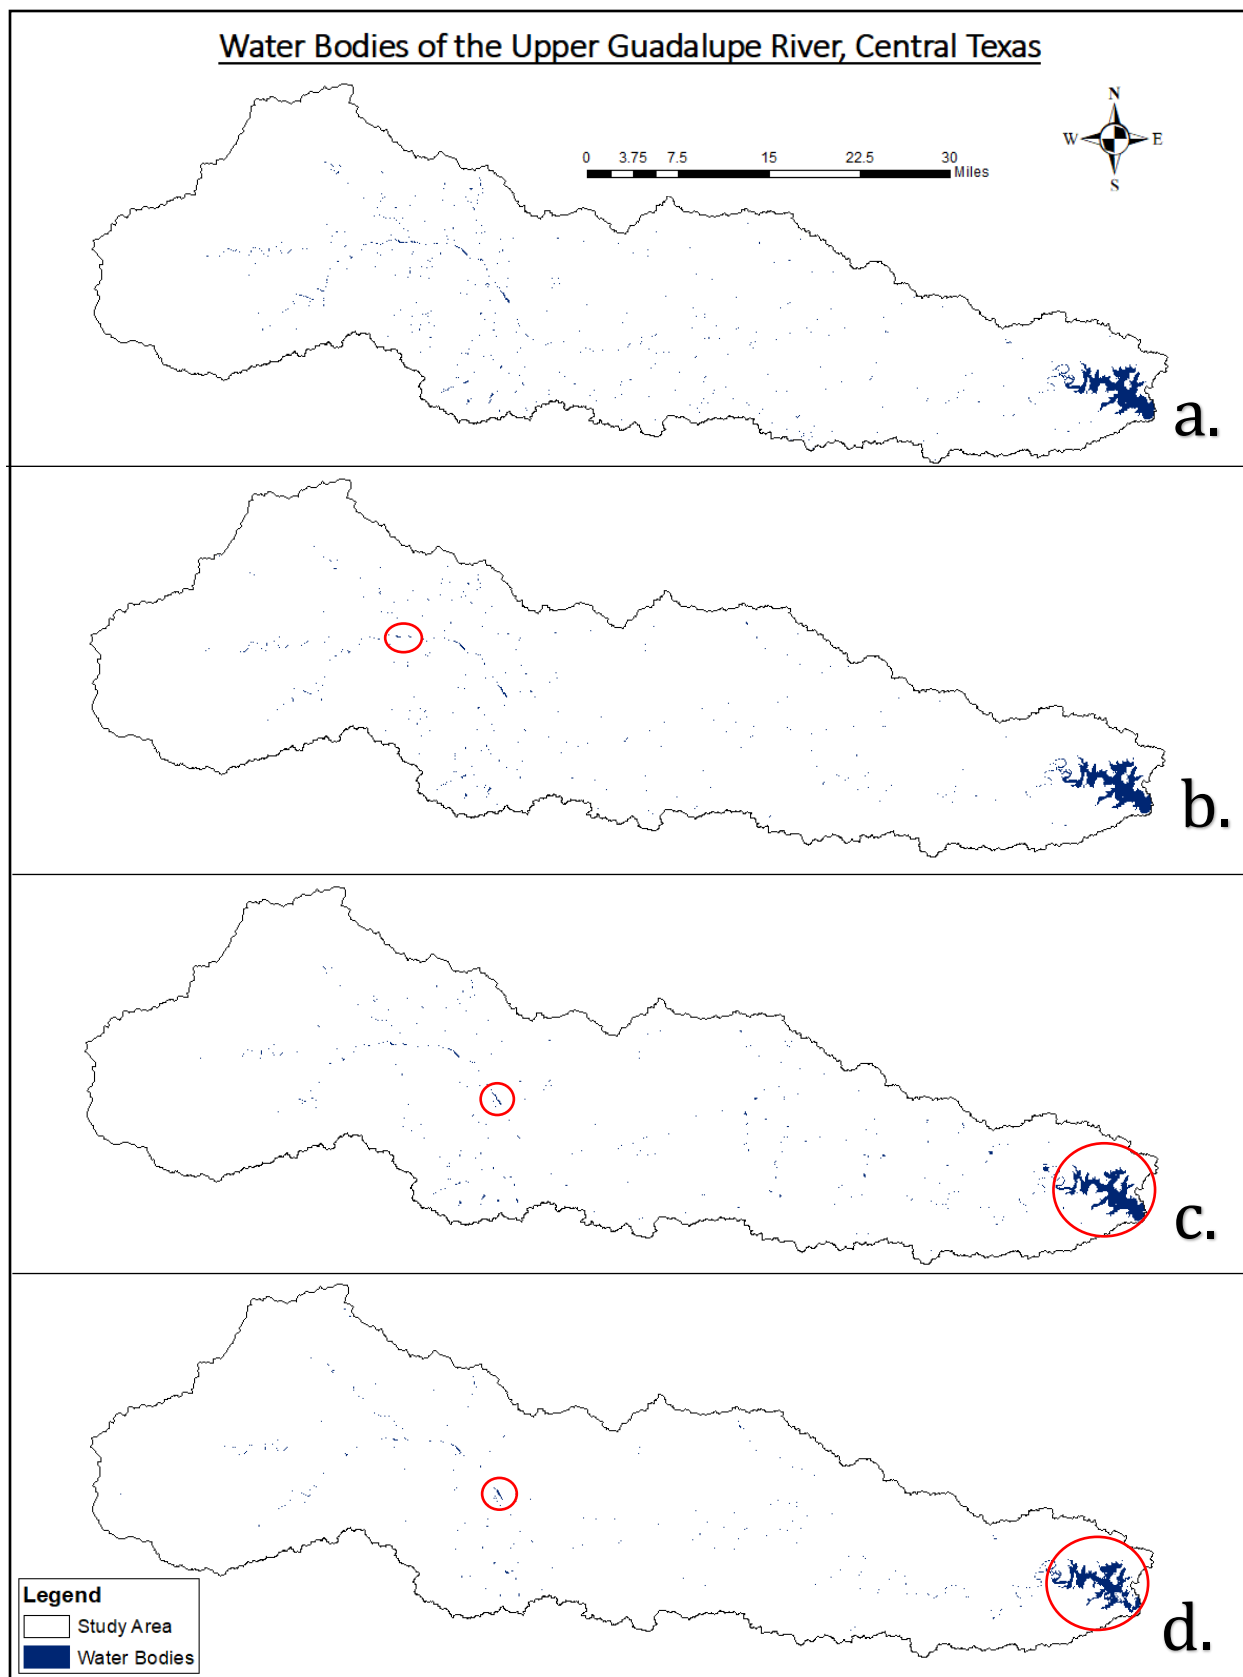 Water Bodies of the Upper Guadalupe River, Central Texas
N
W E
S
0 3.75 7.5 15 22.5 30
Miles
a.
b.
c.
d.
Legend
Study Area
Water Bodies